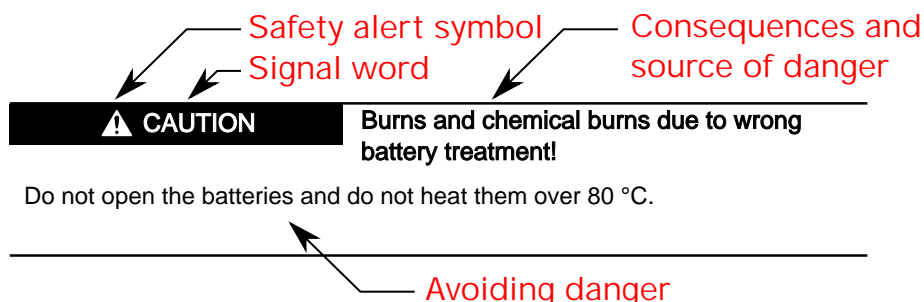 Safety alert symbol
Consequences and
Signal word
source of danger
CAUTION
Burns and chemical burns due to wrong
battery treatment!
Do not open the batteries and do not heat them over 80 °C.
Avoiding danger